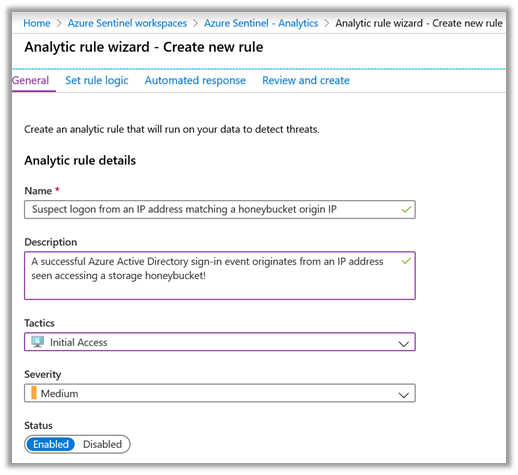 Home > Azure Sentinel workspaces > Azure Sentinel - Analytics > Analytic rule wizard - Create new rule
Analytic rule wizard - Create new rule
General Set rule logic Automated response Review and create
Create an analytic rule that will run on your data to detect threats.
Analytic rule details
Name *
Suspect logon from an IP address matching a honeybucket origin IP
Description
A successful Azure Active Directory sign-in event originates from an IP address
seen accessing a storage honeybucket!
Tactics
Initial Access
Severity
Medium
Status
Enabled Disabled